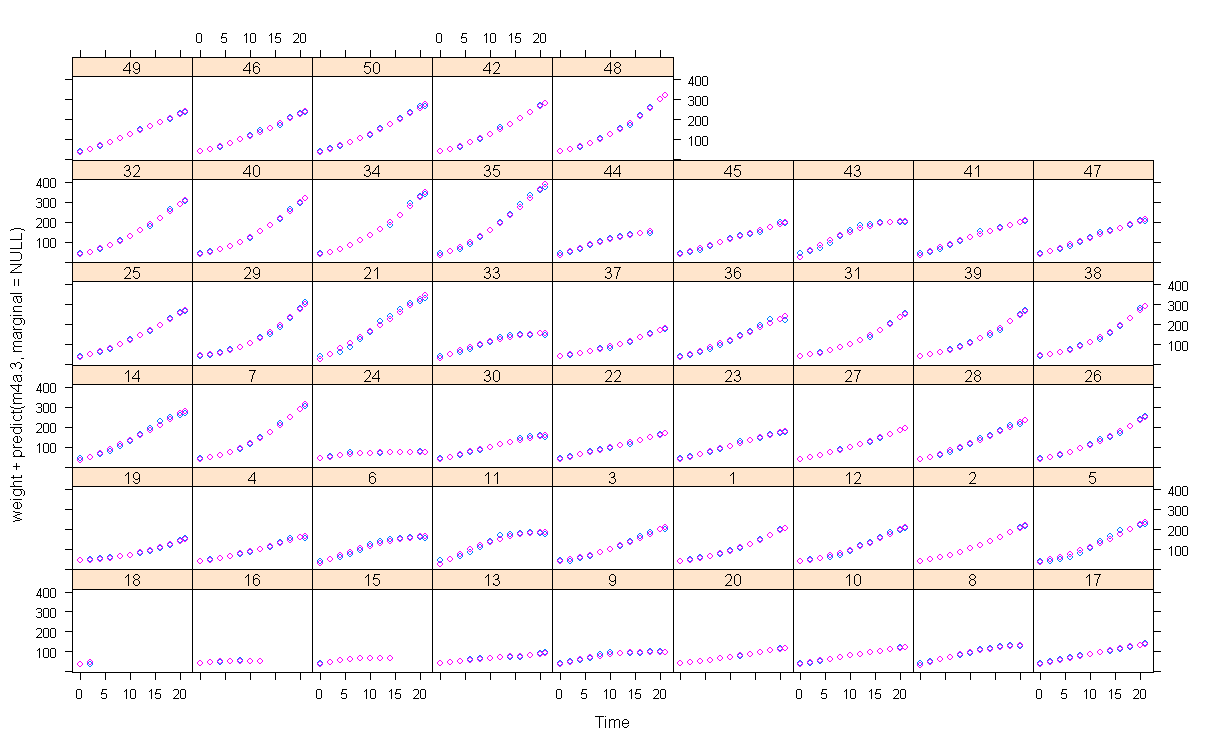 0 5 10 15 20 0 5 10 15 20
49 46 50 42 48
400
300
200
100
32 40 34 35 44 45 43 41 47
400
300
200
100
25 29 21 33 37 36 31 39 38
400
300
200
100
14 7 24 30 22 23 27 28 26
400
300
200
100
19 4 6 11 3 1 12 2 5
400
300
200
100
18 16 15 13 9 20 10 8 17
400
300
200
100
0 5 10 15 20 0 5 10 15 20 0 5 10 15 20 0 5 10 15 20 0 5 10 15 20
Time
weight + predict(m4a.3, marginal = NULL)